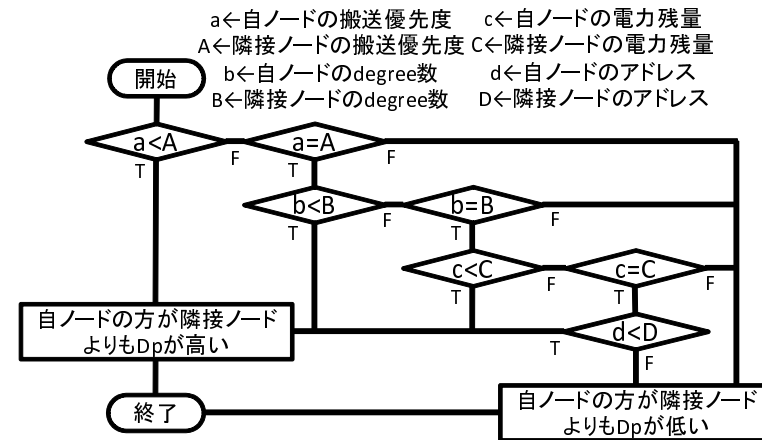 a←自ノードの搬送優先度 c←自ノードの電力残量
A←隣接ノードの搬送優先度 C←隣接ノードの電力残量
b←自ノードのdegree数 d←自ノードのアドレス
B←隣接ノードのdegree数 D←隣接ノードのアドレス
開始
a<A
a=A
T
F
T
F
b<B
b=B
T
F
T
F
c<C
c=C
T
F
T
F
自ノードの方が隣接ノード
よりもDpが高い
d<D
T
F
終了
自ノードの方が隣接ノード
よりもDpが低い